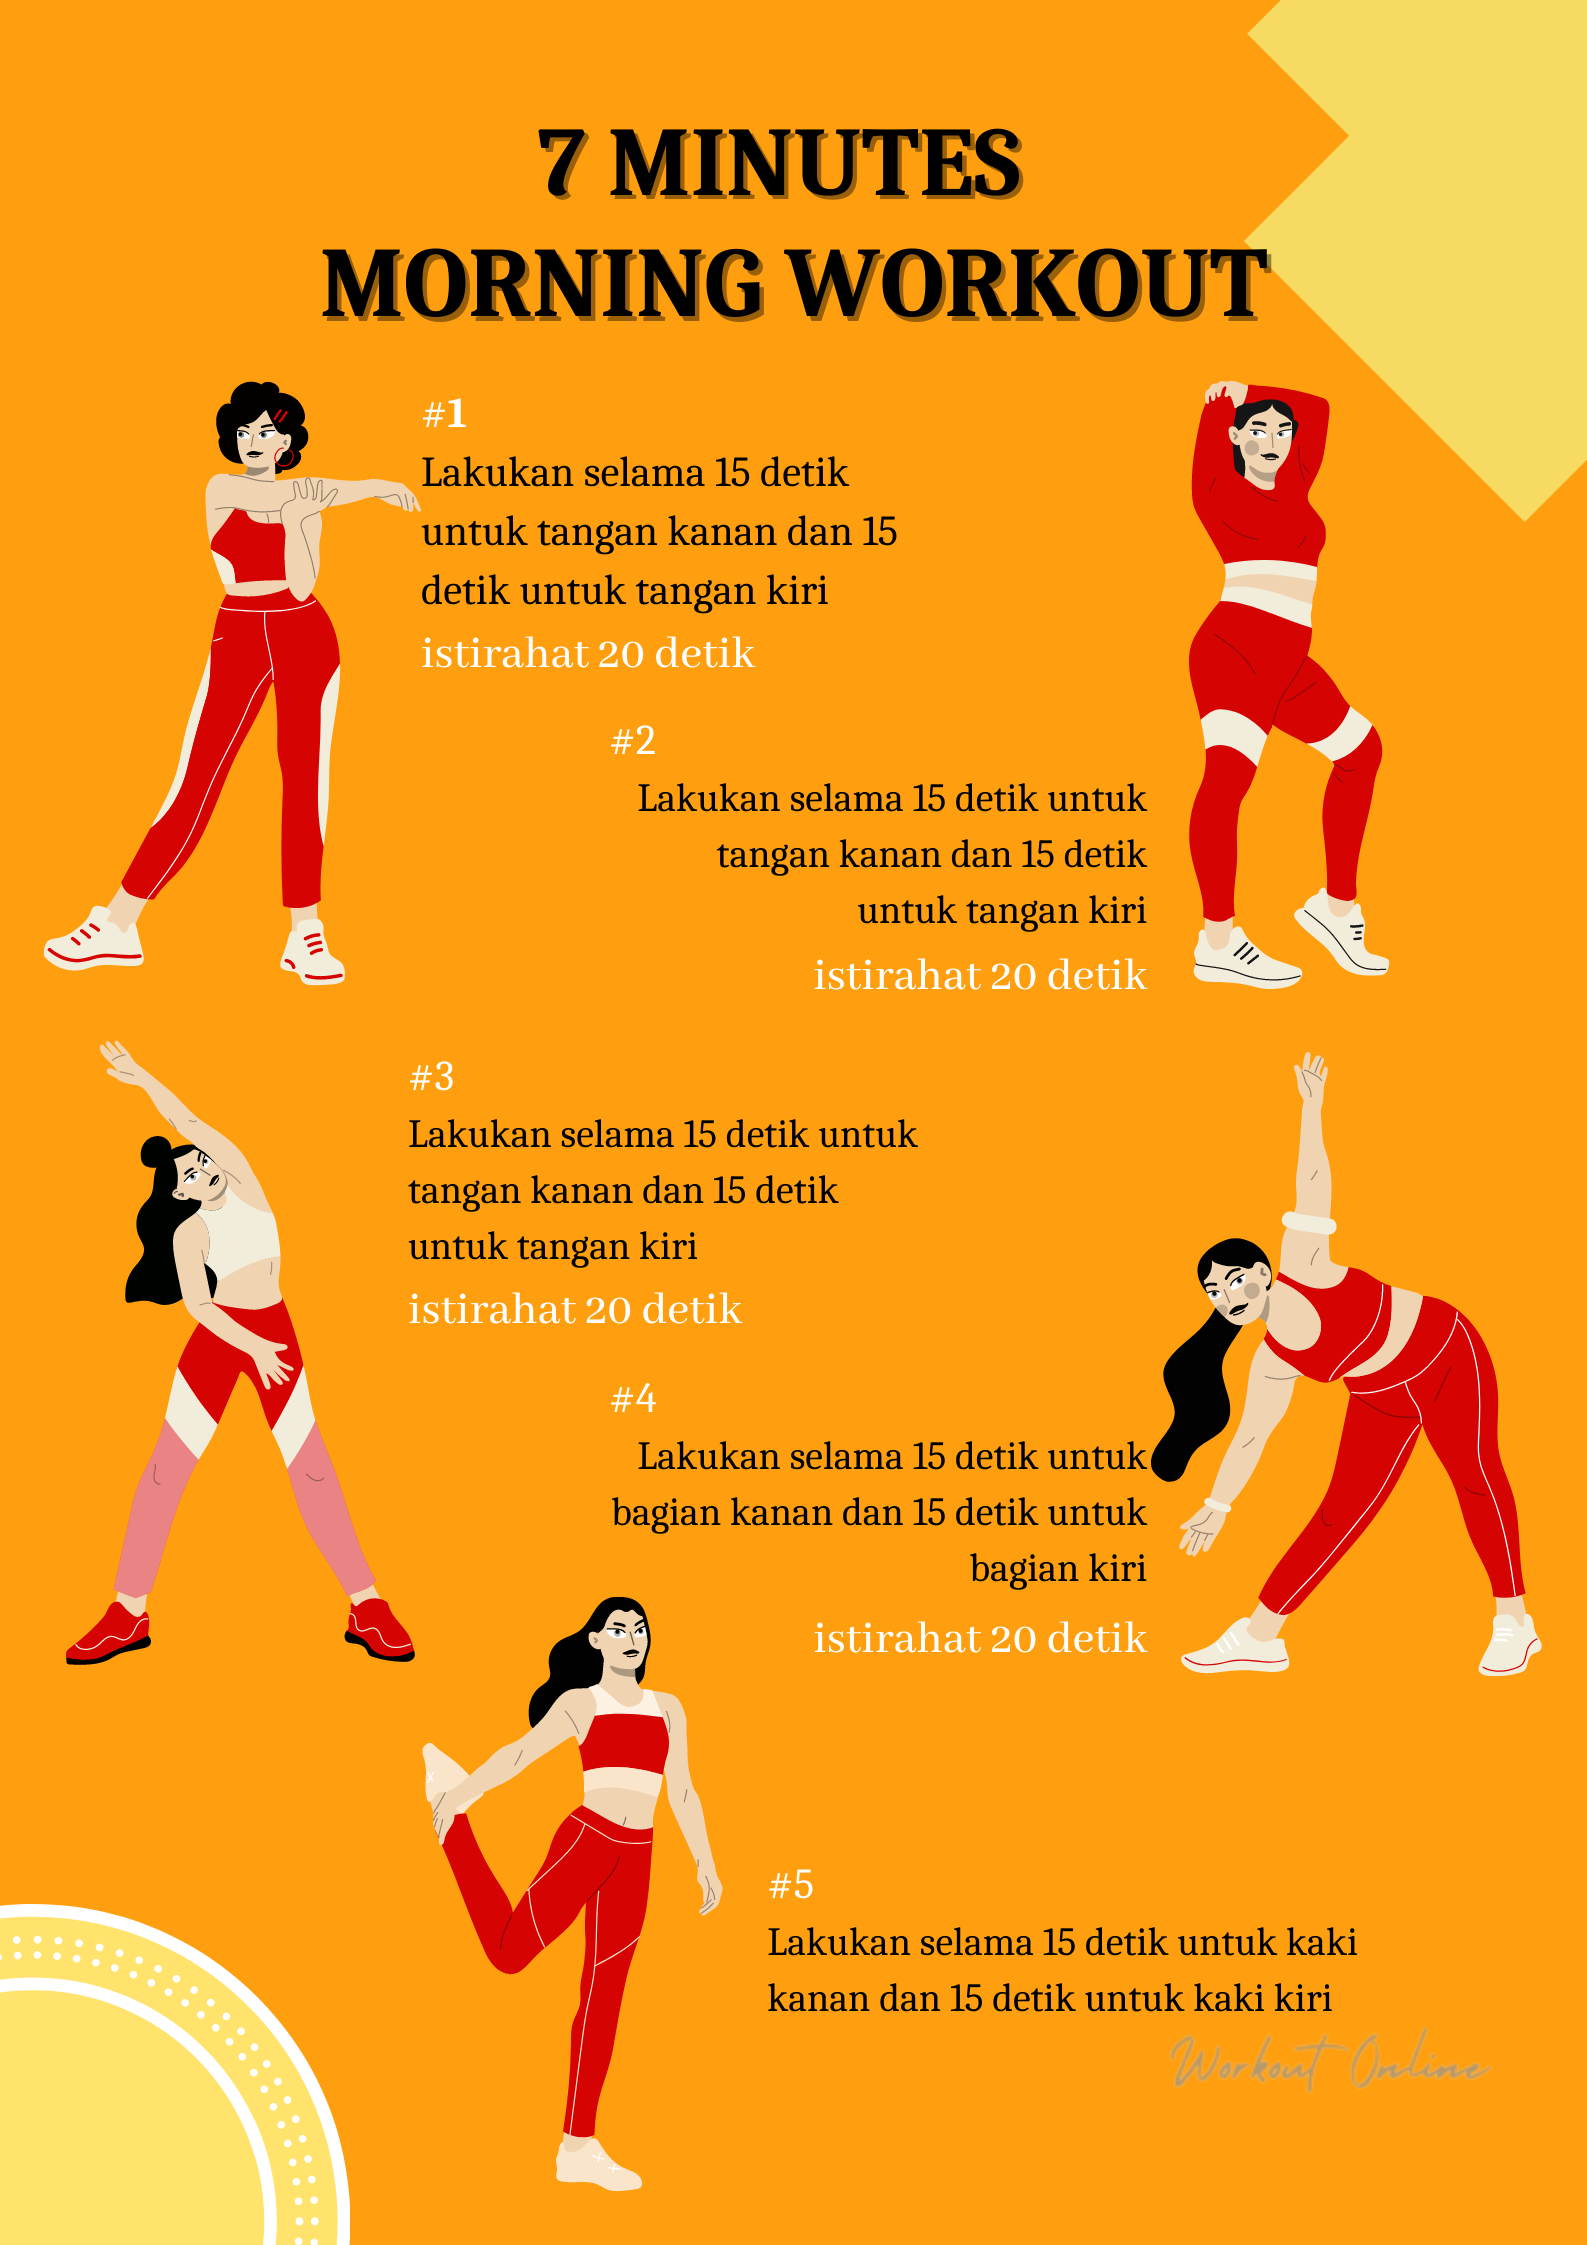 7 MINUTES
MORNING WORKOUT
#1
Lakukan selama 15 detik
untuk tangan kanan dan 15
detik untuk tangan kiri
istirahat 20 detik
#2
Lakukan selama 15 detik untuk
tangan kanan dan 15 detik
untuk tangan kiri
istirahat 20 detik
#3
Lakukan selama 15 detik untuk
tangan kanan dan 15 detik
untuk tangan kiri
istirahat 20 detik
#4
Lakukan selama 15 detik untuk
bagian kanan dan 15 detik untuk
bagian kiri
istirahat 20 detik
#5
Lakukan selama 15 detik untuk kaki
kanan dan 15 detik untuk kaki kiri
Workout Online